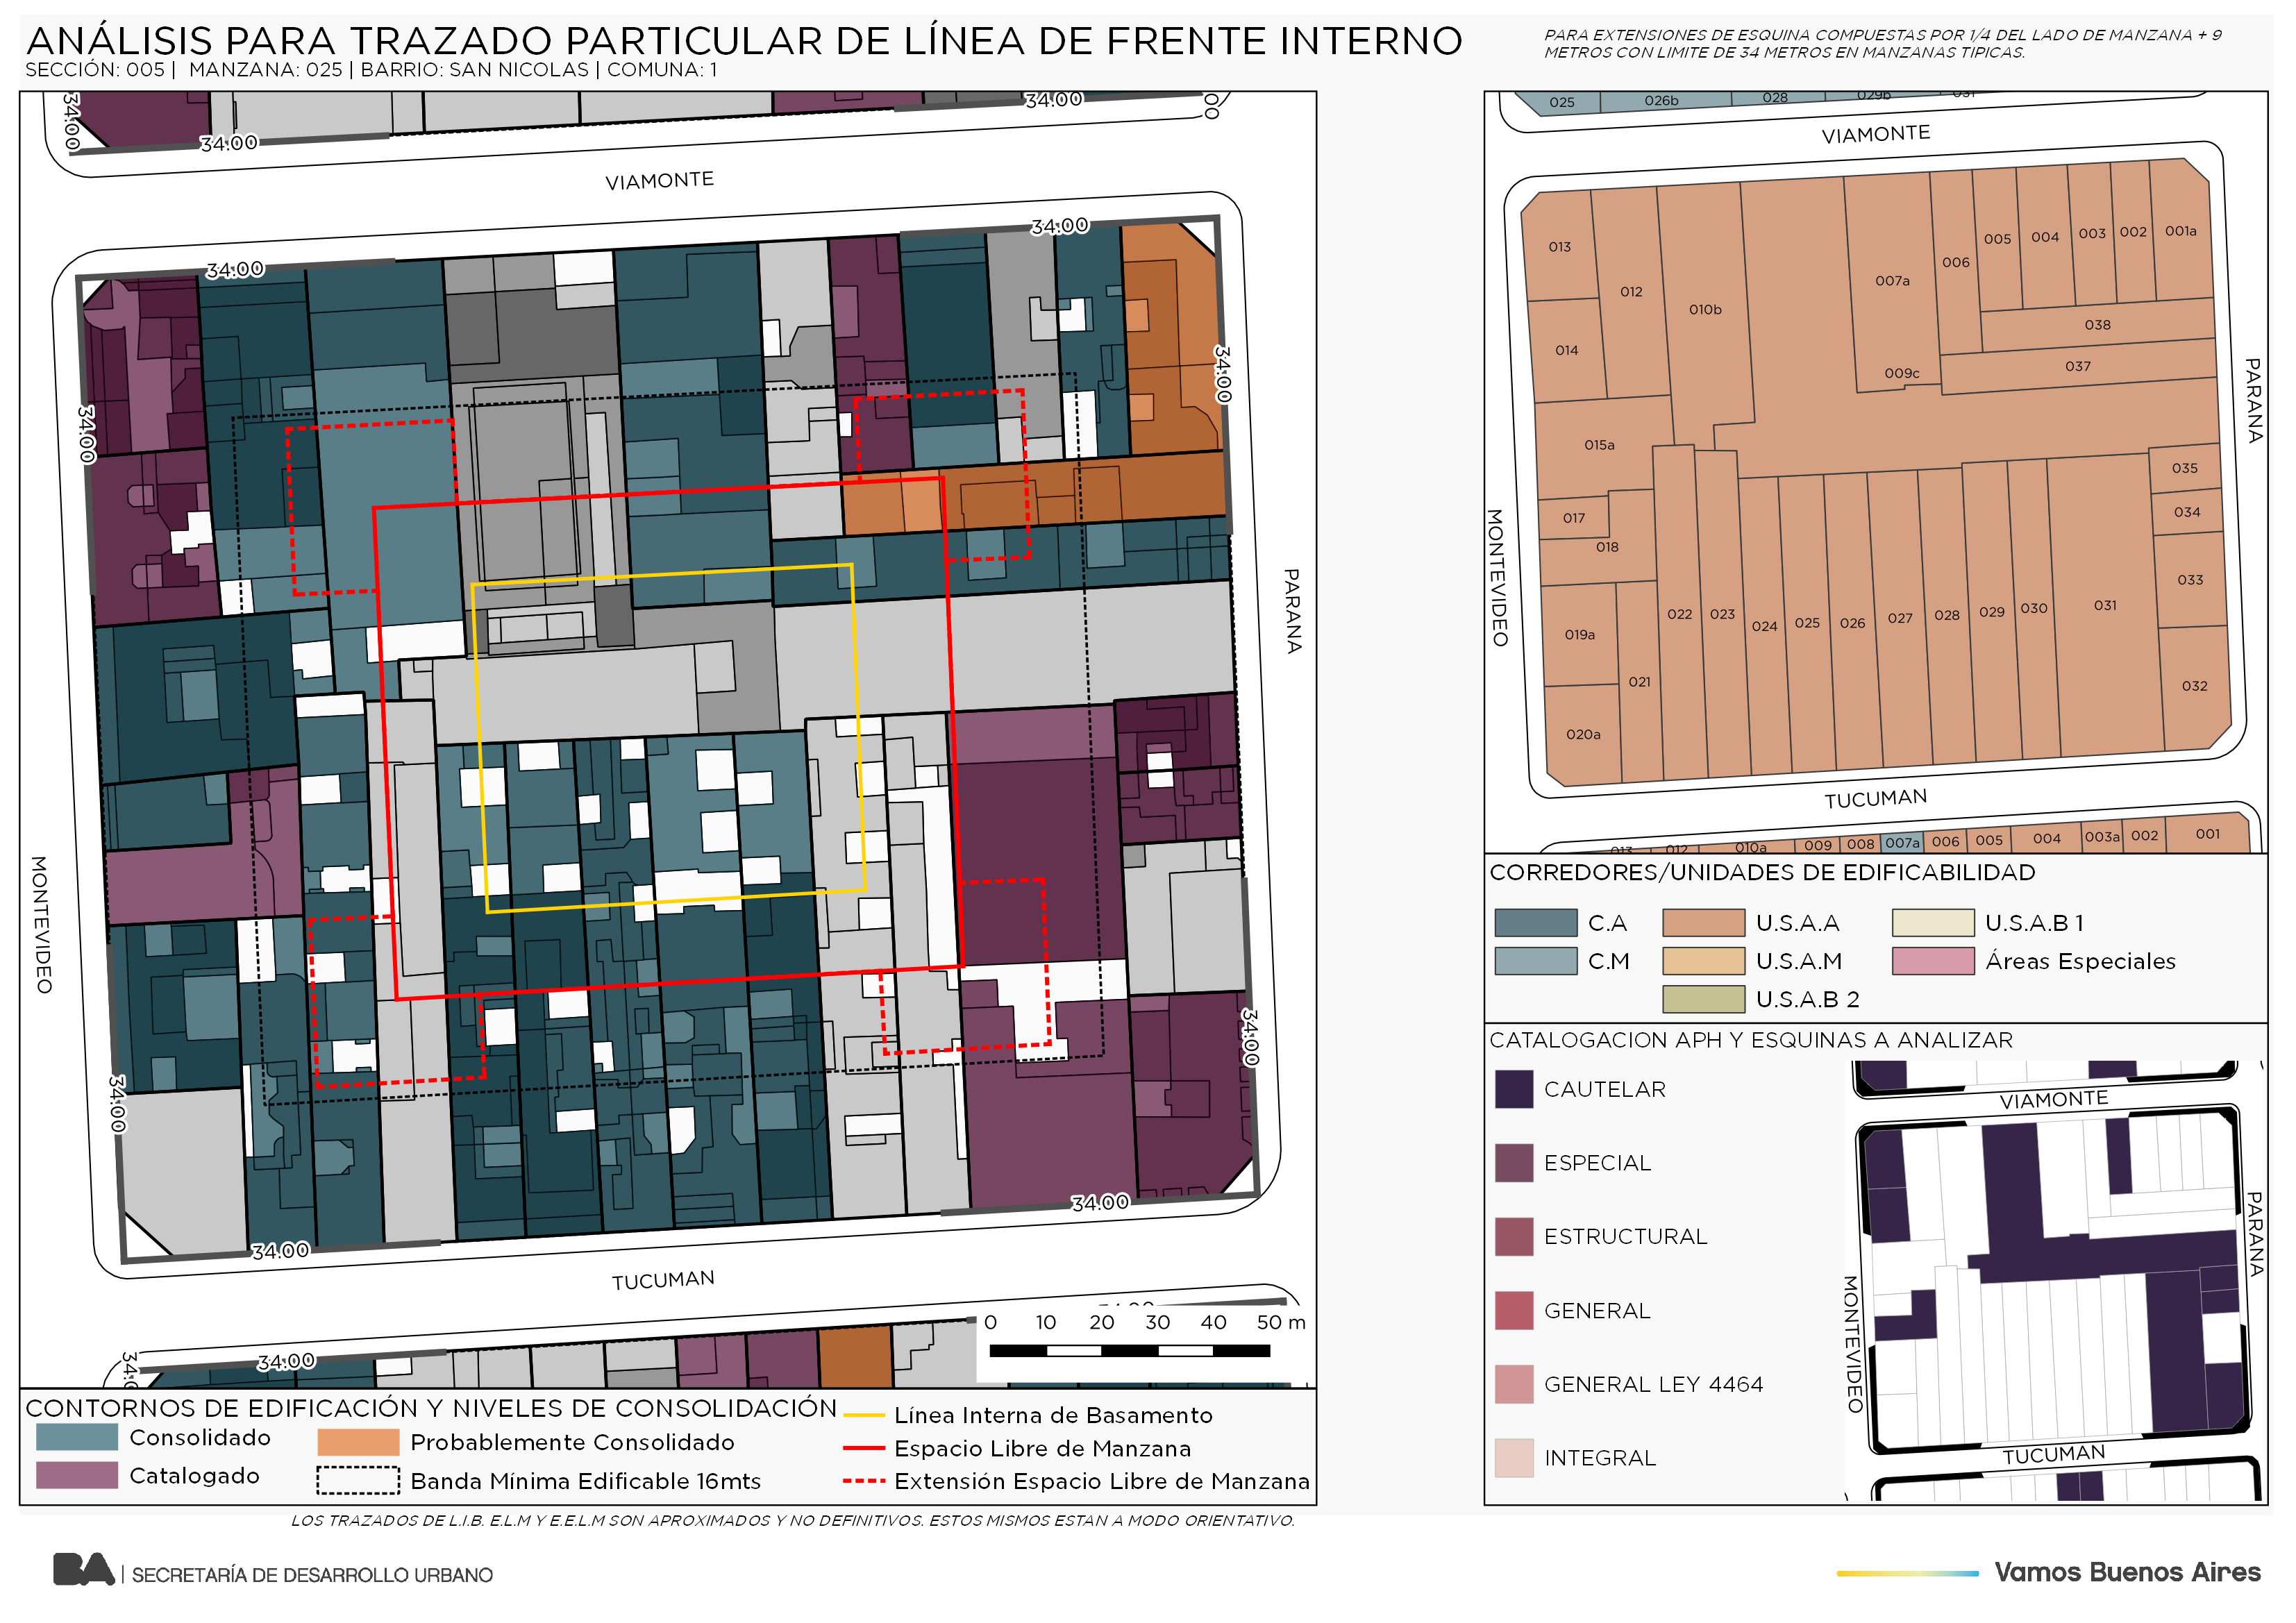 ANÁLISIS PARA TRAZADO PARTICULAR DE LÍNEA DE FRENTE INTERNO
SECCIÓN: 005 | MANZANA: 025 | BARRIO: SAN NICOLAS | COMUNA: 1
PARA EXTENSIONES DE ESQUINA COMPUESTAS POR 1/4 DEL LADO DE MANZANA + 9
METROS CON LIMITE DE 34 METROS EN MANZANAS TIPICAS.
34.00
34.00
34.00
VIAMONTE
34.00
34.00
34.00
34.00
PARANA
MONTEVIDEO
34.00
34.00
34.00
34.00
TUCUMAN
34.00
0 10 20 30 40 50 m
CONTORNOS DE EDIFICACIÓN Y NIVELES DE CONSOLIDACIÓN
Consolidado
Catalogado
Probablemente Consolidado
Banda Mínima Edificable 16mts
Línea Interna de Basamento
Espacio Libre de Manzana
Extensión Espacio Libre de Manzana
025 026b 028 029b
VIAMONTE
013 012 010b 007a 006 005 004 003 002 001a
014 009c 038
037
015a
017
018
019a
020a
021 022 023 024 025 026 027 028 029 030 031
035
034
033
032
MONTEVIDEO
PARANA
TUCUMAN
013 012 010a 009 008 007a 006 005 004 003a 002 001
CORREDORES/UNIDADES DE EDIFICABILIDAD
C.A
C.M
U.S.A.A
U.S.A.M
U.S.A.B 2
U.S.A.B 1
Áreas Especiales
CATALOGACION APH Y ESQUINAS A ANALIZAR
CAUTELAR
ESPECIAL
ESTRUCTURAL
GENERAL
GENERAL LEY 4464
INTEGRAL
VIAMONTE
PARANA
MONTEVIDEO
TUCUMAN
LOS TRAZADOS DE L.I.B. E.L.M Y E.E.L.M SON APROXIMADOS Y NO DEFINITIVOS. ESTOS MISMOS ESTAN A MODO ORIENTATIVO.
BA | SECRETARÍA DE DESARROLLO URBANO
Vamos Buenos Aires